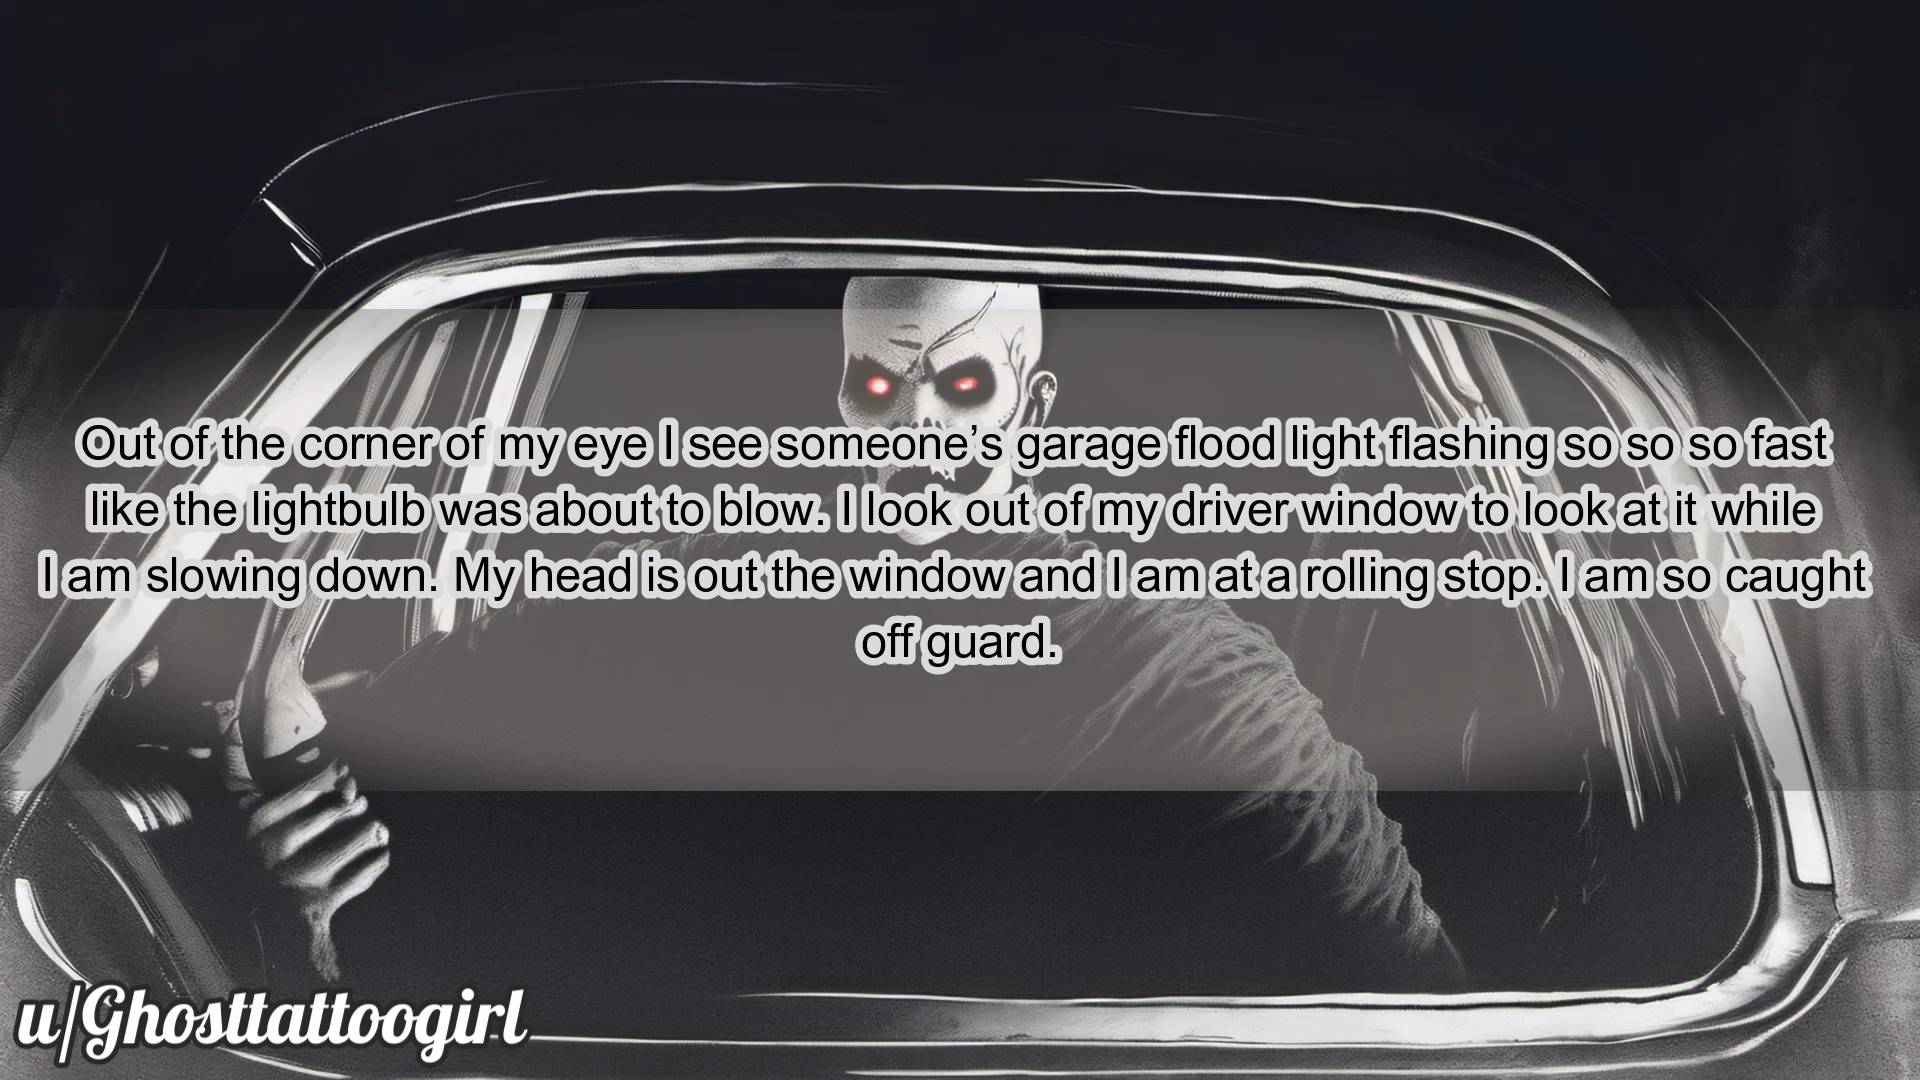 Out of the corner of my eye I see someone’s garage flood light flashing so so so fast
like the lightbulb was about to blow. I look out of my driver window to look at it while
I am slowing down. My head is out the window and I am at a rolling stop. I am so caught
off guard.
u/Ghosttattoogirl